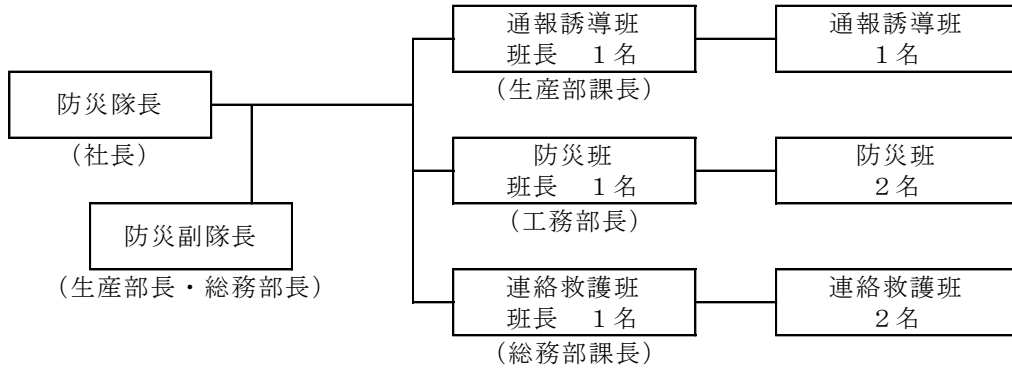 防災隊長
（社長）
防災副隊長
（生産部長・総務部長）
通報誘導班
班長　１名
（生産部課長）
通報誘導班
１名
防災班
班長　１名
（工務部長）
防災班
２名
連絡救護班
班長　１名
（総務部課長）
連絡救護班
２名